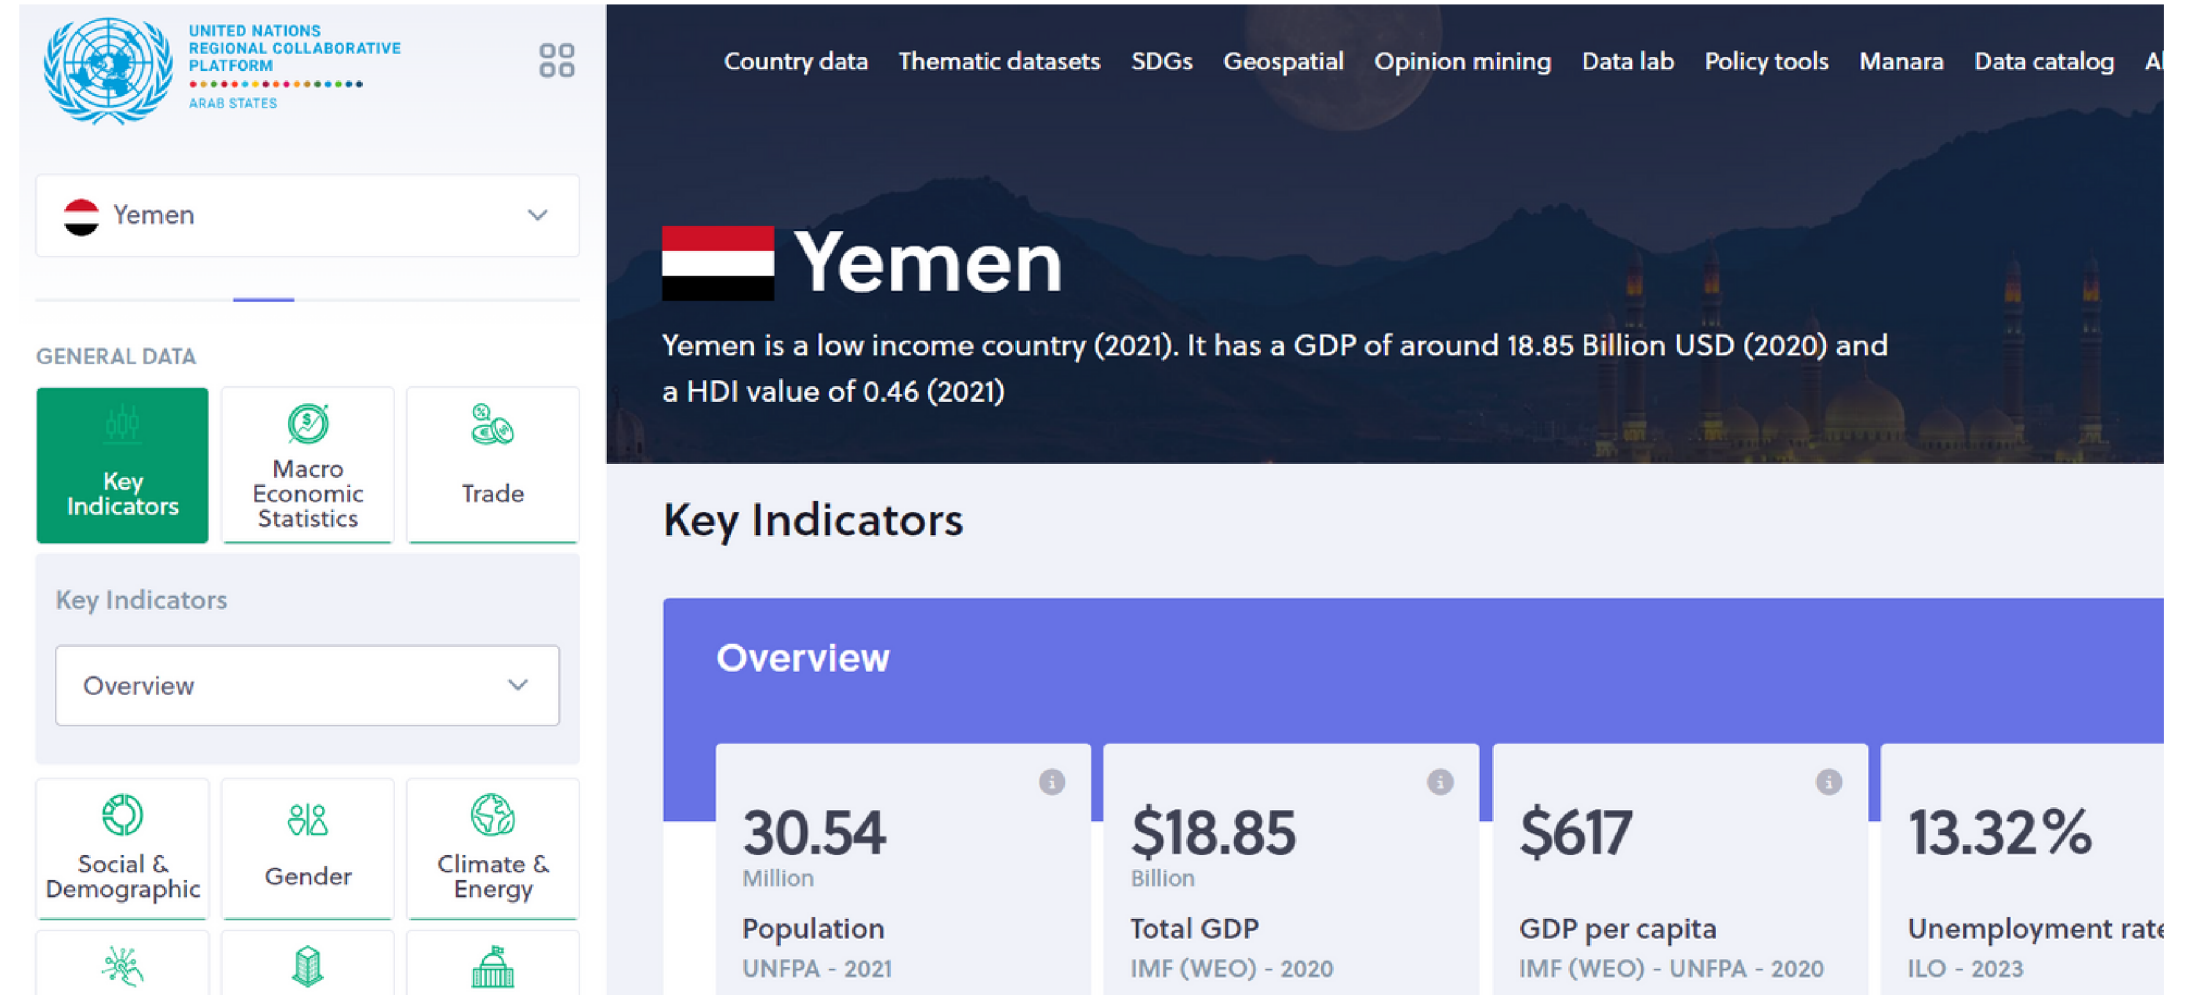 UNITED NATIONS
REGIONAL COLLABORATIVE
PLATFORM
ARAB STATES
Yemen
GENERAL DATA
Key
Indicators
Macro
Economic
Statistics
Trade
Key Indicators
Overview
Social &
Demographic
Gender
Climate &
Energy
Country data Thematic datasets SDGs Geospatial Opinion mining Data lab Policy tools Manara Data catalog
Yemen
Yemen is a low income country (2021). It has a GDP of around 18.85 Billion USD (2020) and
a HDI value of 0.46 (2021)
Key Indicators
Overview
30.54
Million
Population
UNFPA - 2021
$18.85
Billion
Total GDP
IMF (WEO) - 2020
$617
GDP per capita
IMF (WEO) - UNFPA - 2020
13.32%
Unemployment rate
ILO - 2023